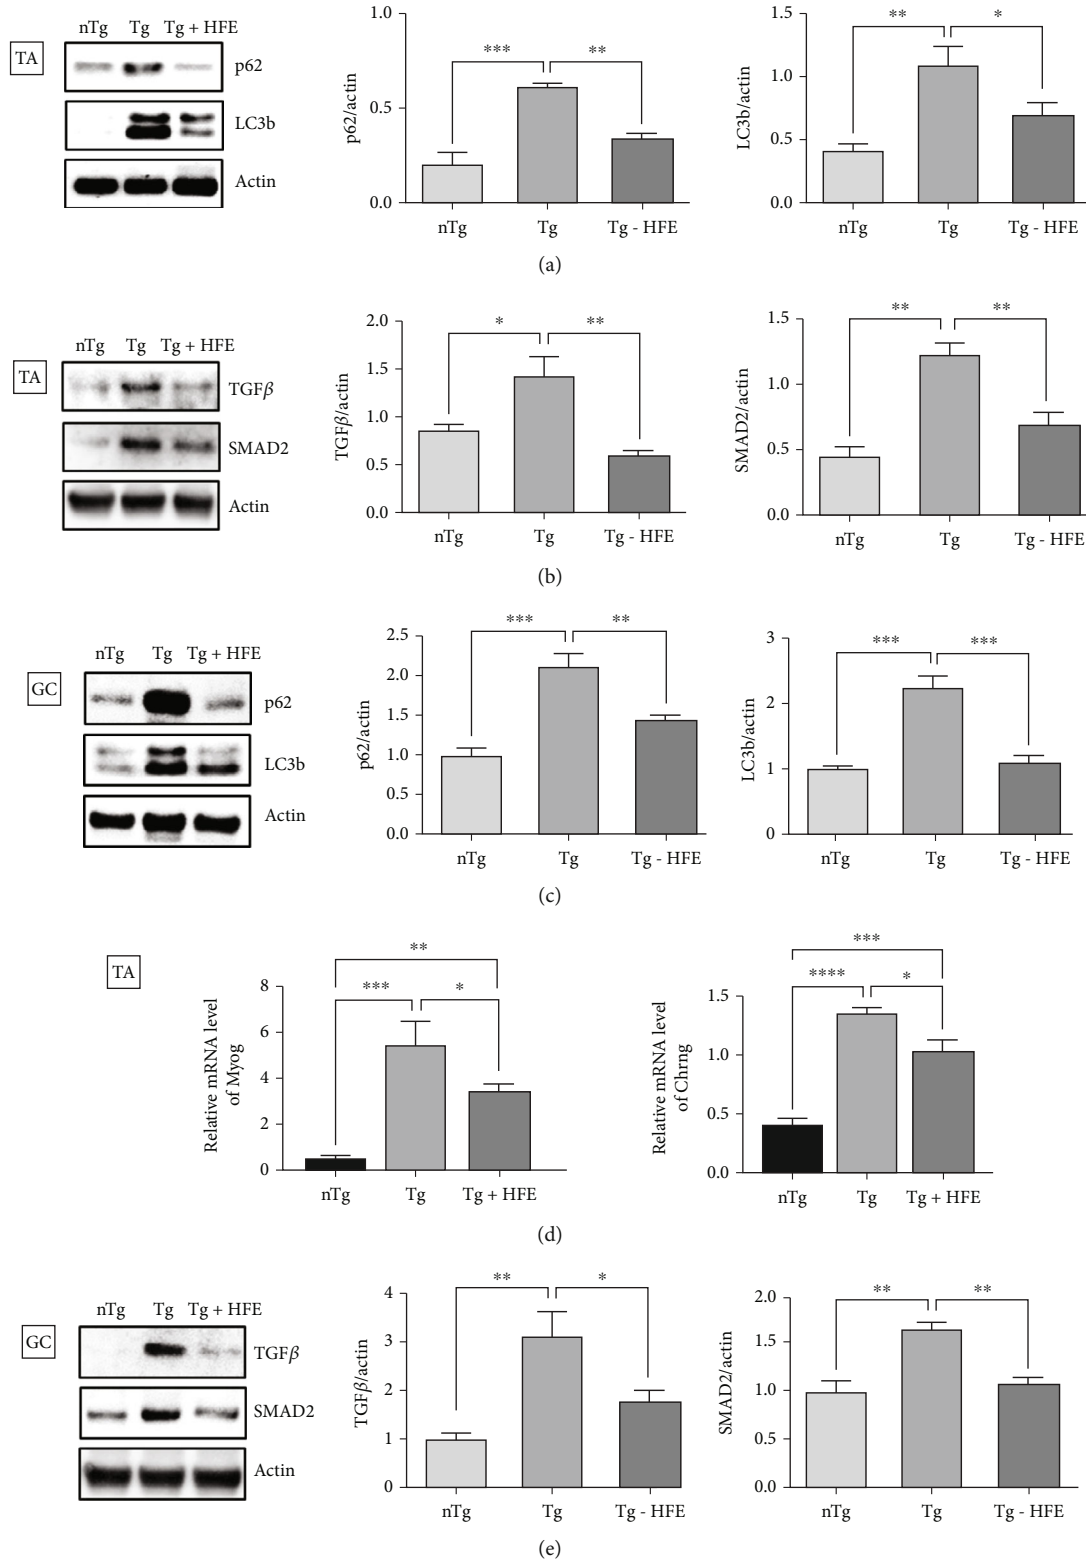 nTg Tg Tg + HFE
TA
p62
LC3b
Actin
p62/actin
1.0
0.5
0.0
*** **
nTg Tg Tg - HFE
LC3b/actin
1.5
1.0
0.5
0.0
** *
nTg Tg Tg - HFE
(a)
nTg Tg Tg + HFE
TA
TGFβ
SMAD2
Actin
TGFβ/actin
2.0
1.5
1.0
0.5
0.0
* **
nTg Tg Tg - HFE
SMAD2/actin
1.5
1.0
0.5
0.0
** **
nTg Tg Tg - HFE
(b)
nTg Tg Tg + HFE
GC
p62
LC3b
Actin
p62/actin
2.5
2.0
1.5
1.0
0.5
0.0
*** **
nTg Tg Tg - HFE
LC3b/actin
3
2
1
0
*** ***
nTg Tg Tg - HFE
(c)
TA
Relative mRNA level
of Myog
8
6
4
2
0
**
*** *
nTg Tg Tg + HFE
Relative mRNA level
of Chrng
1.5
1.0
0.5
0.0
***
**** *
nTg Tg Tg + HFE
(d)
nTg Tg Tg + HFE
GC
TGFβ
SMAD2
Actin
TGFβ/actin
4
3
2
1
0
** *
nTg Tg Tg - HFE
SMAD2/actin
2.0
1.5
1.0
0.5
0.0
** **
nTg Tg Tg - HFE
(e)